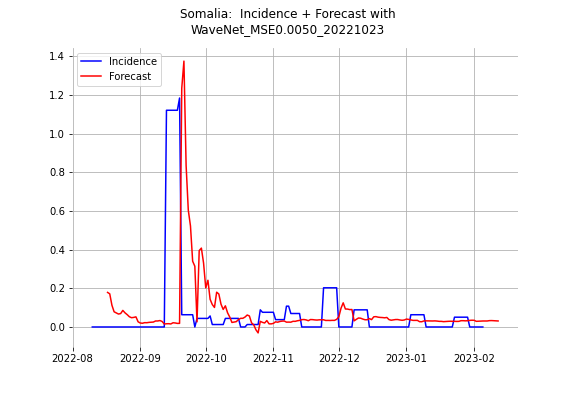 Somalia:  Incidence + Forecast with
WaveNet_MSE0.0050_20221023
Incidence
Forecast
1.4
1.2
1.0
0.8
0.6
0.4
0.2
0.0
2022-08 2022-09 2022-10 2022-11 2022-12 2023-01 2023-02